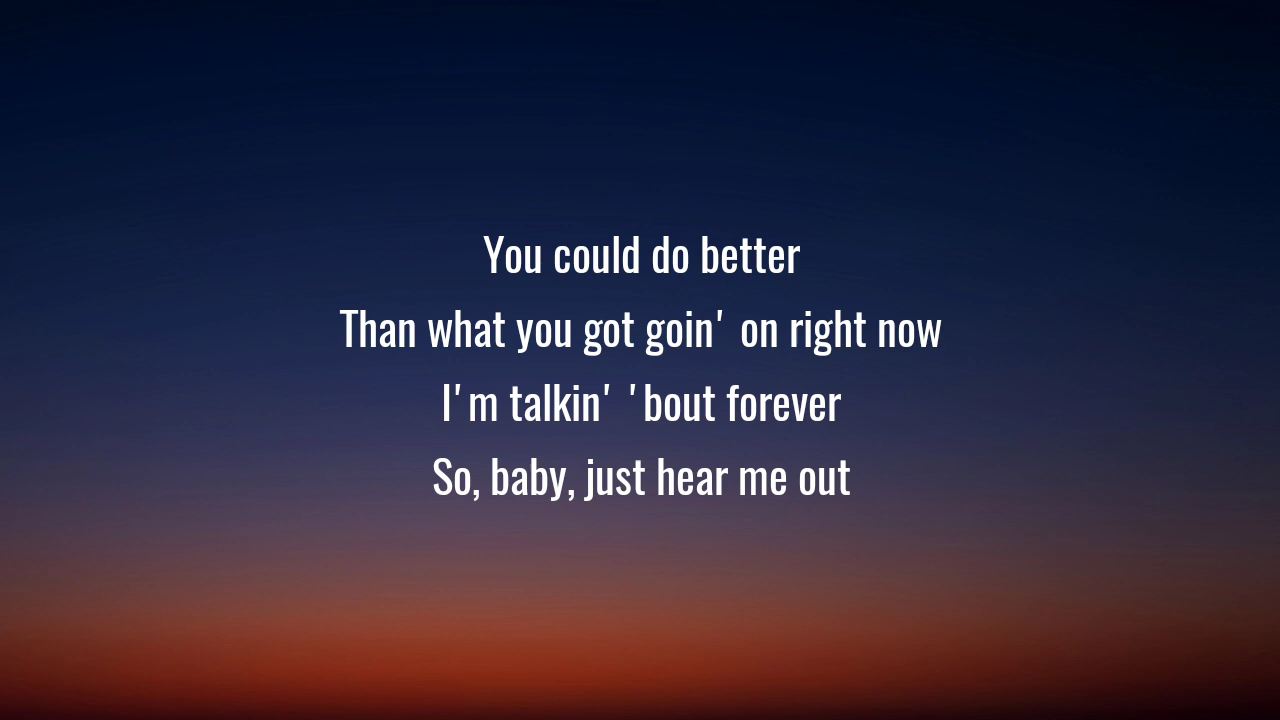 You could do better
Than what you got goin' on right now
I'm talkin' 'bout forever
So, baby, just hear me out